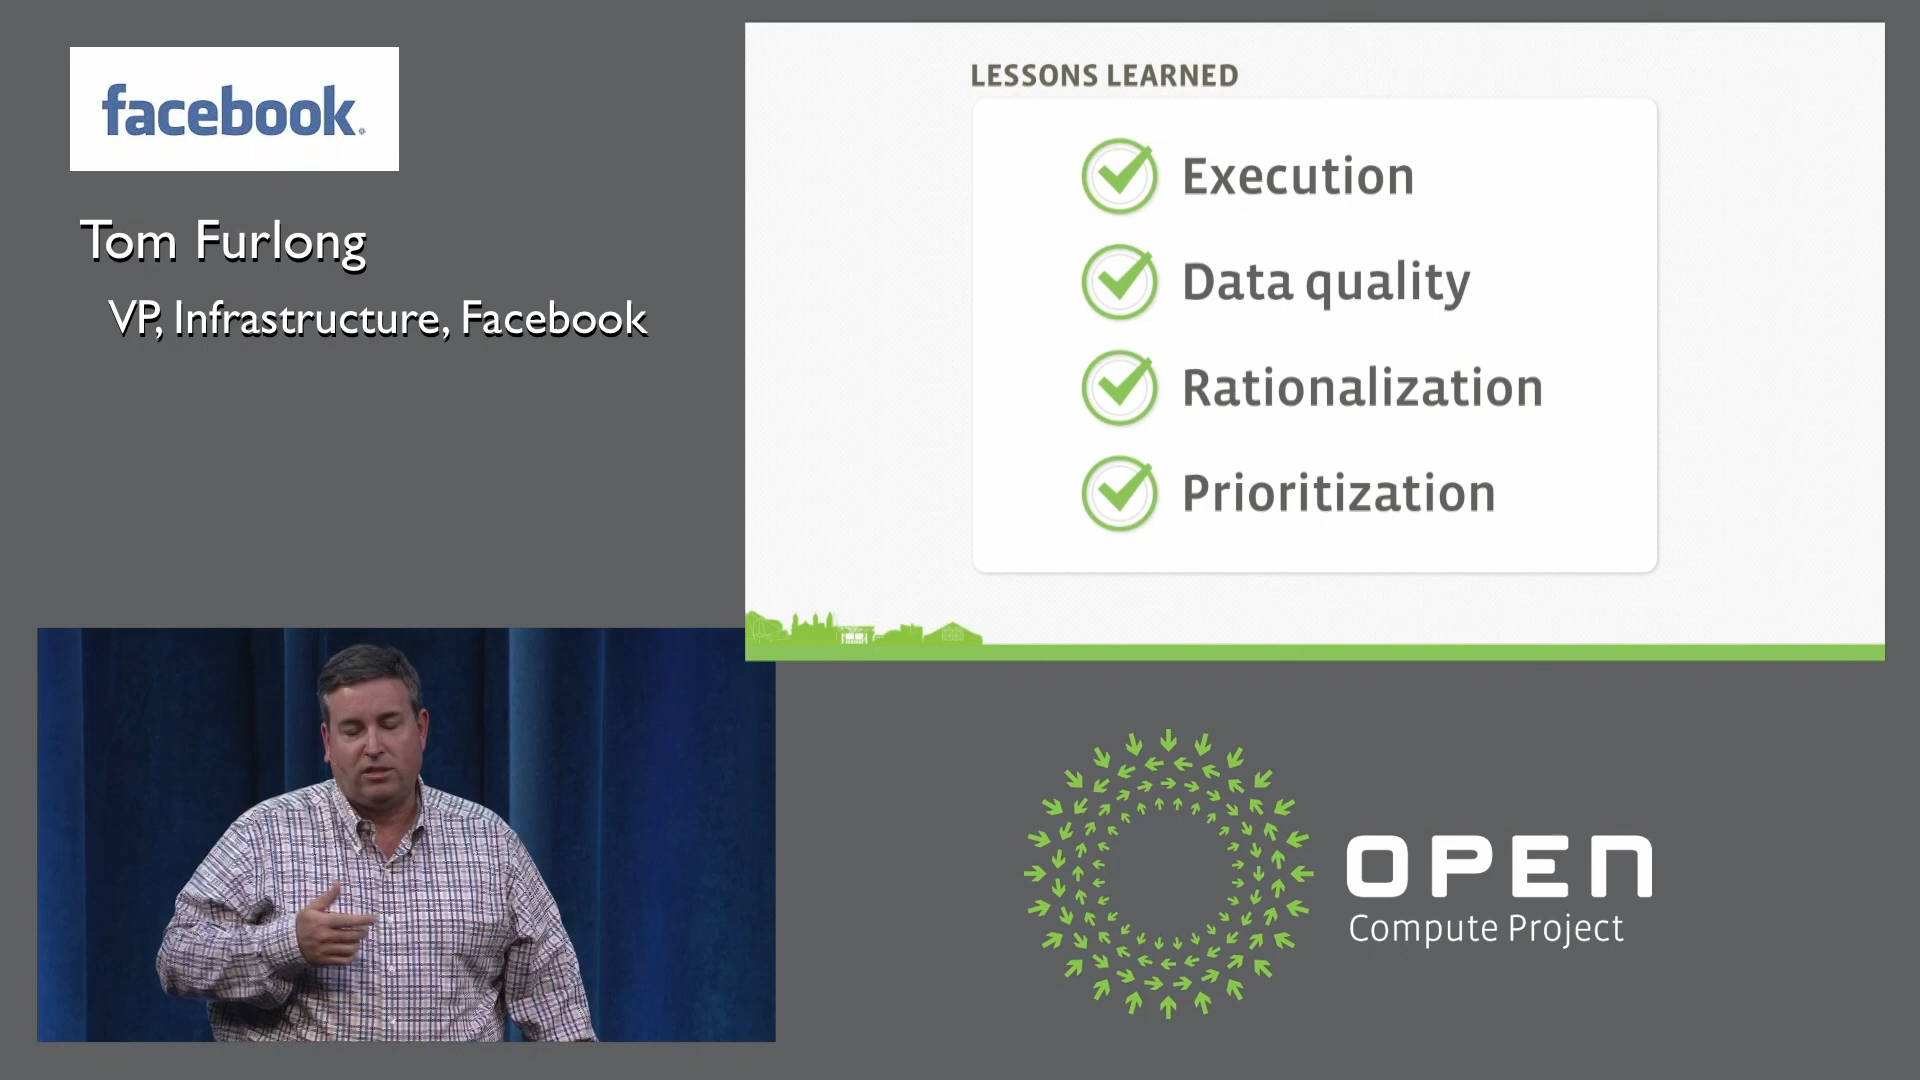 facebook.
Tom Furlong
VP, Infrastructure, Facebook
LESSONS LEARNED
Execution
Data quality
Rationalization
Prioritization
OPEN
Compute Project